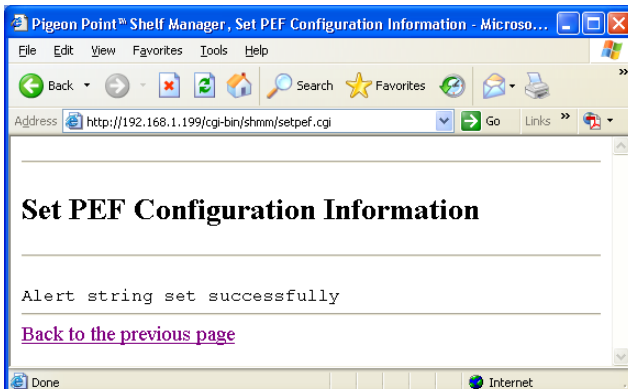 Pigeon Point™ Shelf Manager, Set PEF Configuration Information - Microso...
File Edit View Favorites Tools Help
Back Search Favorites »
Address http://192.168.1.199/cgi-bin/shmm/setpef.cgi Go Links »
Set PEF Configuration Information
Alert string set successfully
Back to the previous page
Done Internet